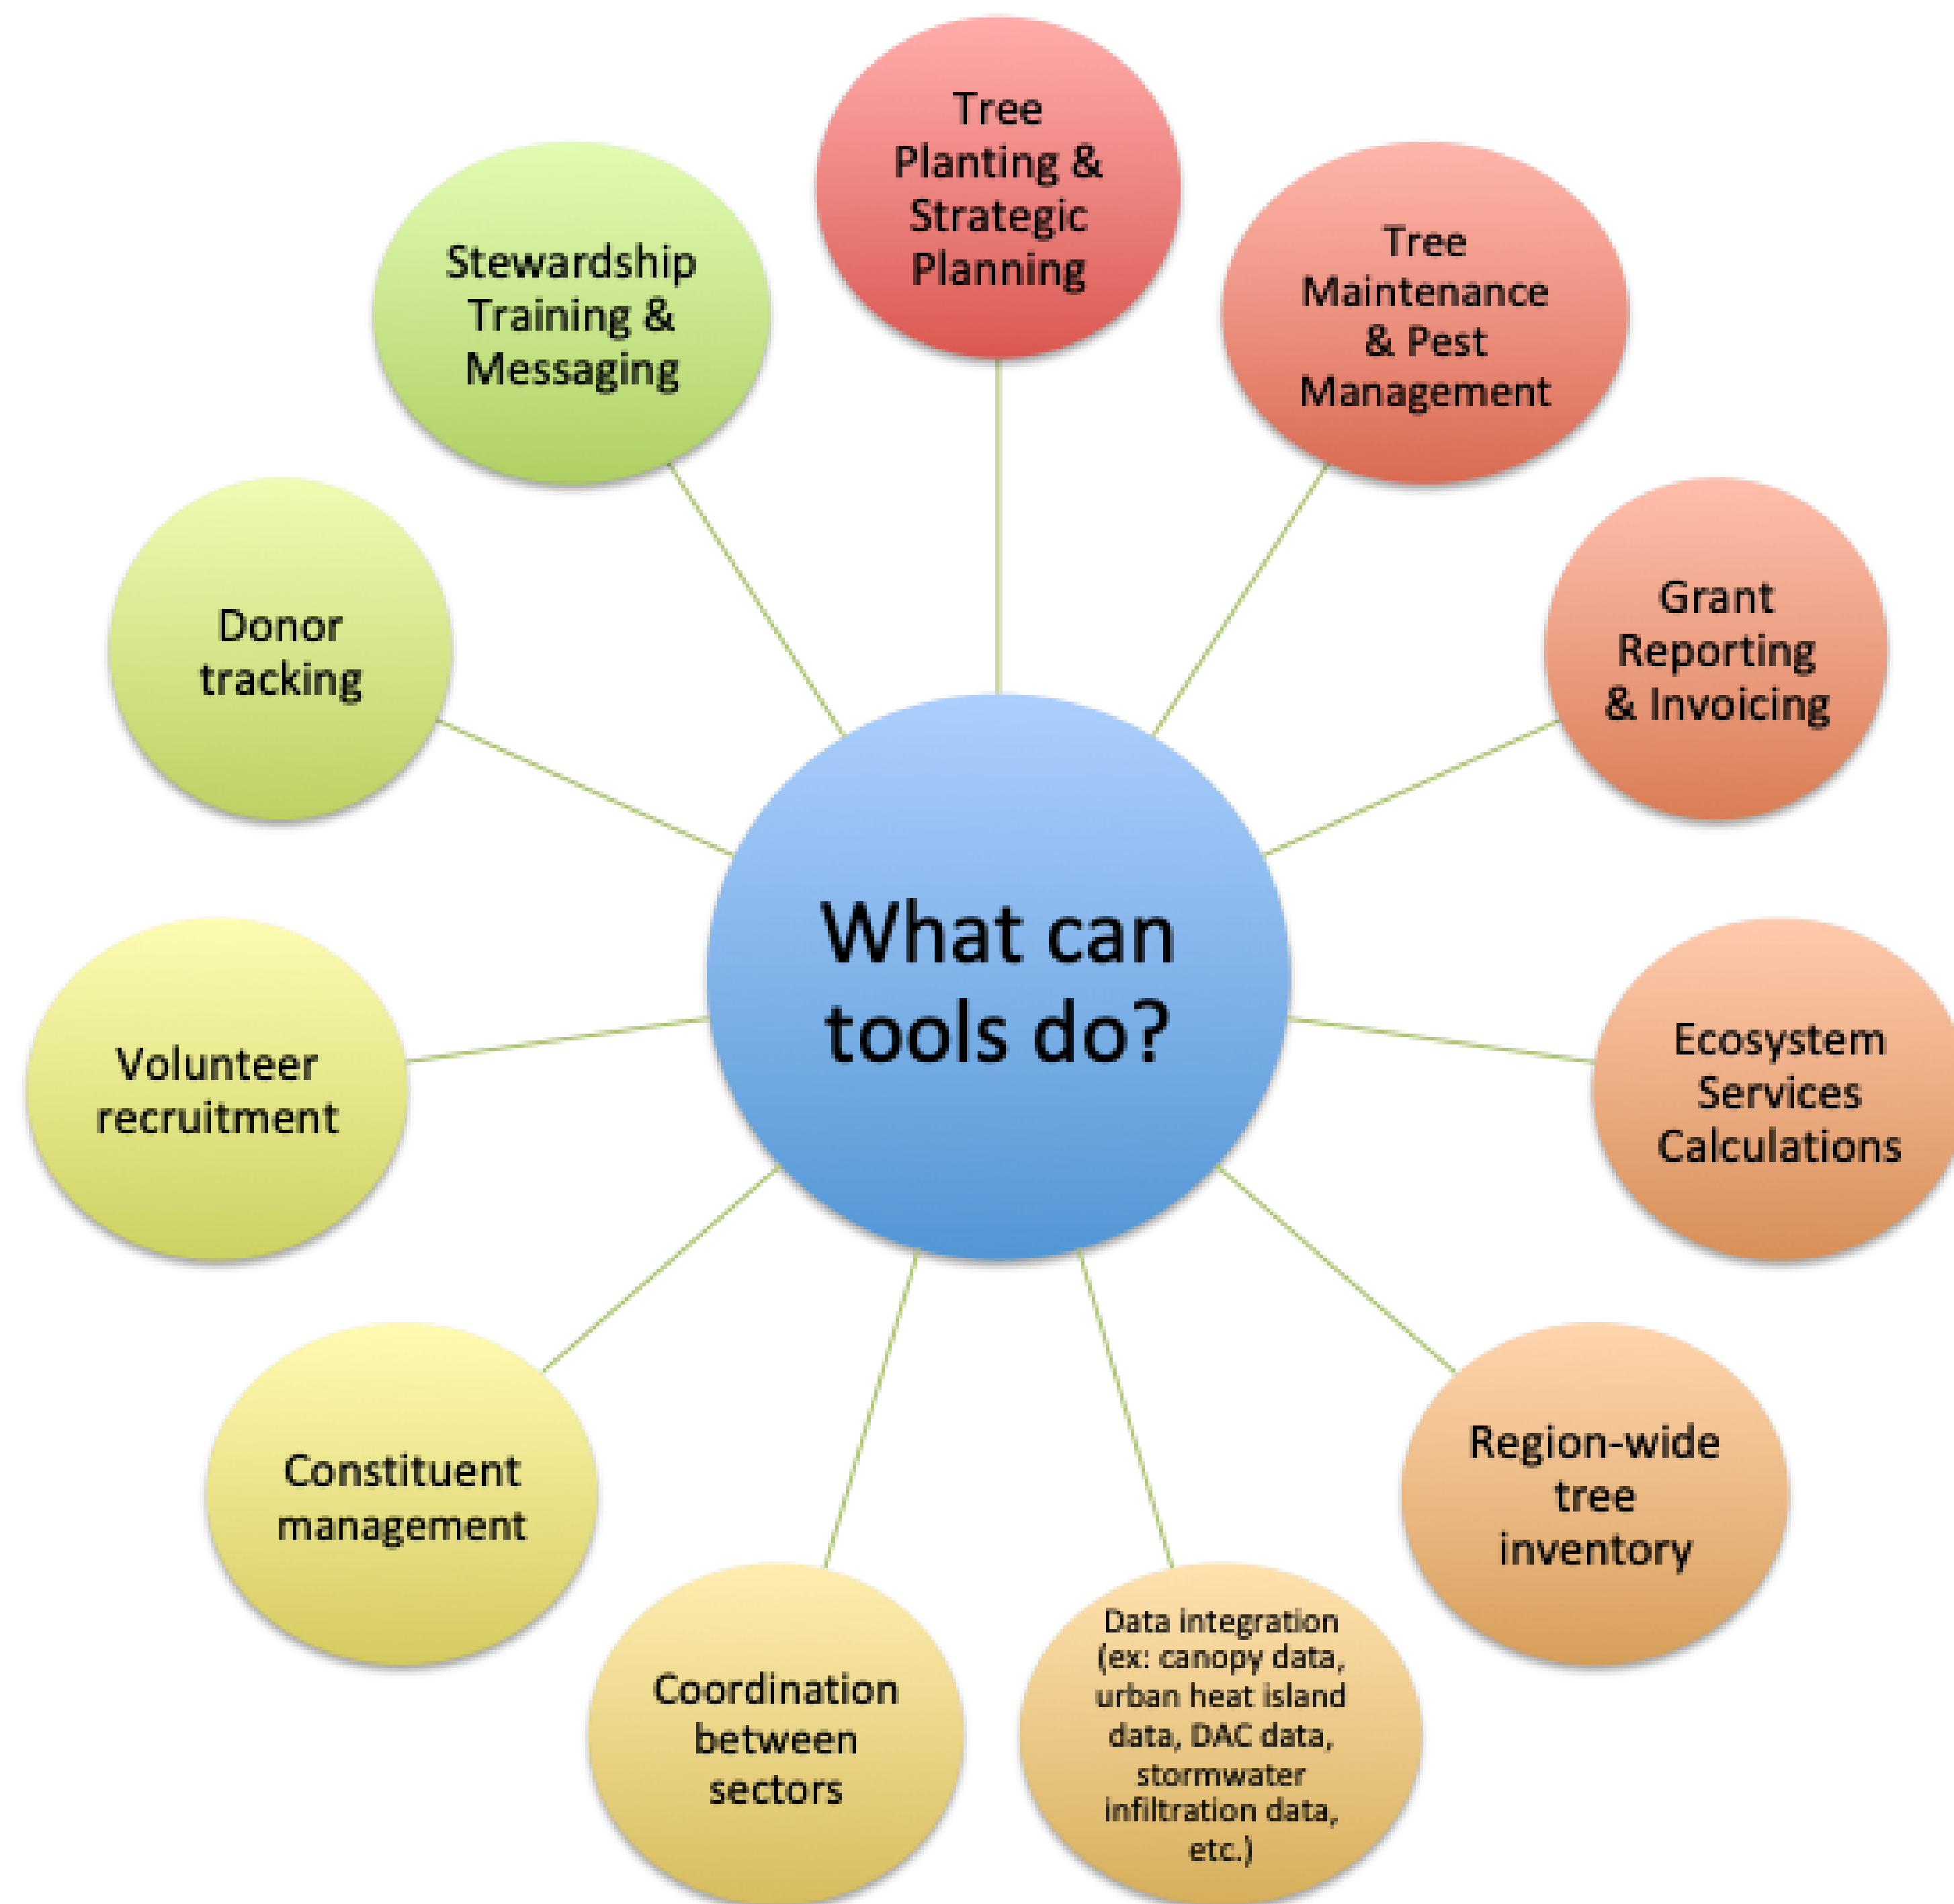 Tree
Planting &
Strategic
Planning
Tree
Maintenance
& Pest
Management
Grant
Reporting
& Invoicing
Ecosystem
Services
Calculations
Region-wide
tree
inventory
Data integration
(ex: canopy data,
urban heat island
data, DAC data,
stormwater
infiltration data,
etc.)
Coordination
between
sectors
Constituent
management
Volunteer
recruitment
Donor
tracking
Stewardship
Training &
Messaging
What can
tools do?